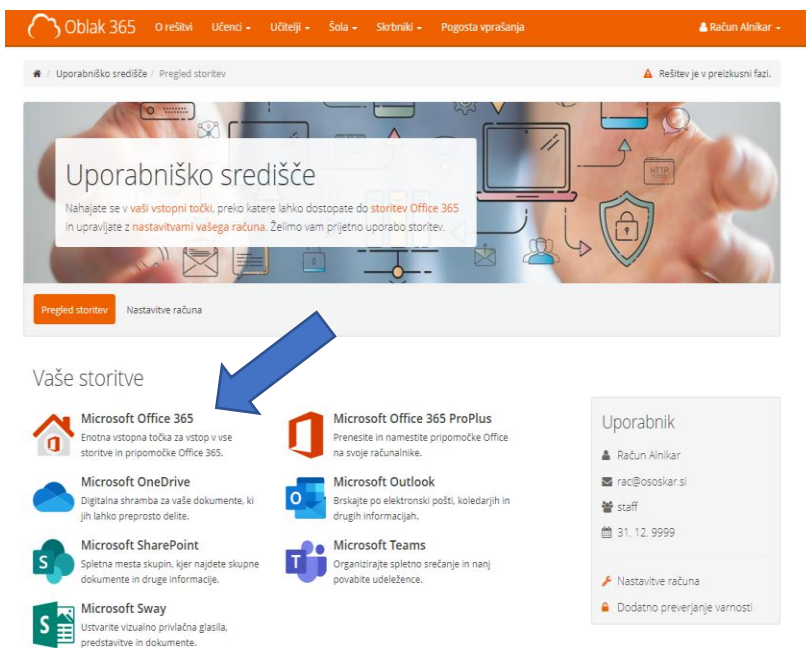 Oblak 365 O rešitvi Učenci Učitelji Šola Skrbniki Pogosta vprašanja Račun Alnikar
/ Uporabniško središče / Pregled storitev Rešitev je v preizkusni fazi.
HTTP
Uporabniško središče
Nahajate se v vaši vstopni točki, preko katere lahko dostopate do storitev Office 365
in upravljate z nastavitvami vašega računa. Želimo vam prijetno uporabo storitev.
Pregled storitev Nastavitve računa
Vaše storitve
Microsoft Office 365
Enotna vstopna točka za vstop v vse
storitve in pripomočke Office 365.
Microsoft Office 365 ProPlus
Prenesite in namestite pripomočke Office
na svoje računalnike.
Microsoft OneDrive
Digitalna shramba za vaše dokumente, ki
jih lahko preprosto delite.
O
Microsoft Outlook
Brskajte po elektronski pošti, koledarjih in
drugih informacijah.
S
Microsoft SharePoint
Spletna mesta skupin, kjer najdete skupne
dokumente in druge informacije.
T
Microsoft Teams
Organizirajte spletno srečanje in nanj
povabite udeležence.
S
Microsoft Sway
Ustvarite vizualno privlačna glasila,
predstavitve in dokumente.
Uporabnik
Račun Alnikar
rac@ososkar.si
staff
31. 12. 9999
Nastavitve računa
Dodatno preverjanje varnosti